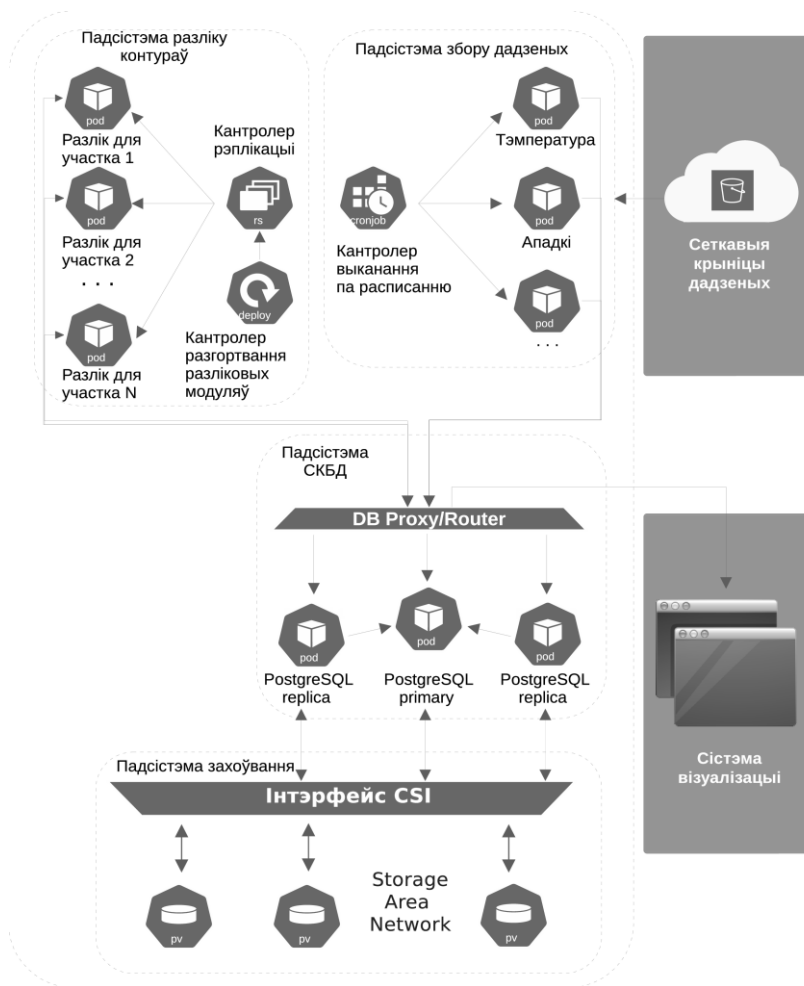 Падсістэма разліку
контураў
pod
Разлік для
участка 1
pod
Разлік для
участка 2
. . .
pod
Разлік для
участка N
Кантролер
рэплікацыі
rs
deploy
Кантролер
разгортвання
разліковых
модуляў
Падсістэма збору дадзеных
cronjob
Кантролер
выканання
па расписанню
pod
Тэмпература
pod
Ападкі
pod
. . .
Сеткавыя
крыніцы
дадзеных
Падсістэма
СКБД
DB Proxy/Router
pod
PostgreSQL
replica
pod
PostgreSQL
primary
pod
PostgreSQL
replica
Сістэма
візуалізацыі
Падсістэма захоўвання
Інтэрфейс CSI
pv
pv
Storage
Area
Network
pv